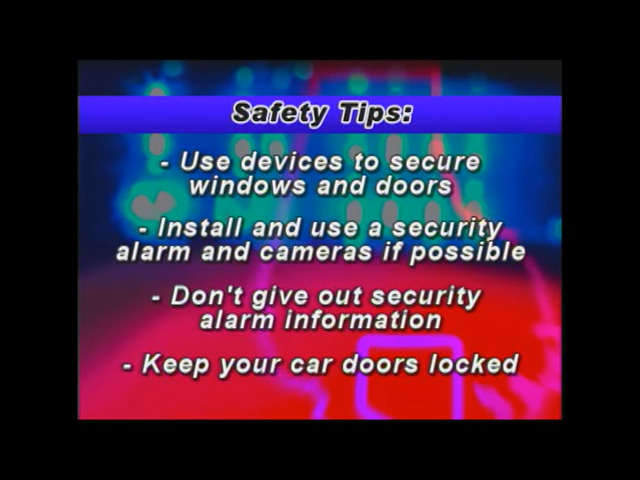 Safety Tips:
- Use devices to secure
windows and doors
- Install and use a security
alarm and cameras if possible
- Don't give out security
alarm information
- Keep your car doors locked